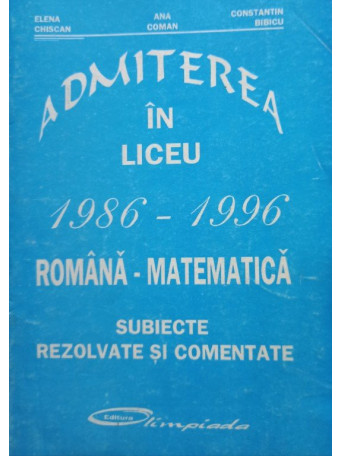 ELENA CHISCAN
ANA COMAN
CONSTANTIN BIBICU
ADMITEREA
ÎN
LICEU
1986 - 1996
ROMÂNĂ - MATEMATICĂ
SUBIECTE
REZOLVATE ȘI COMENTATE
Editura
Olimpiada